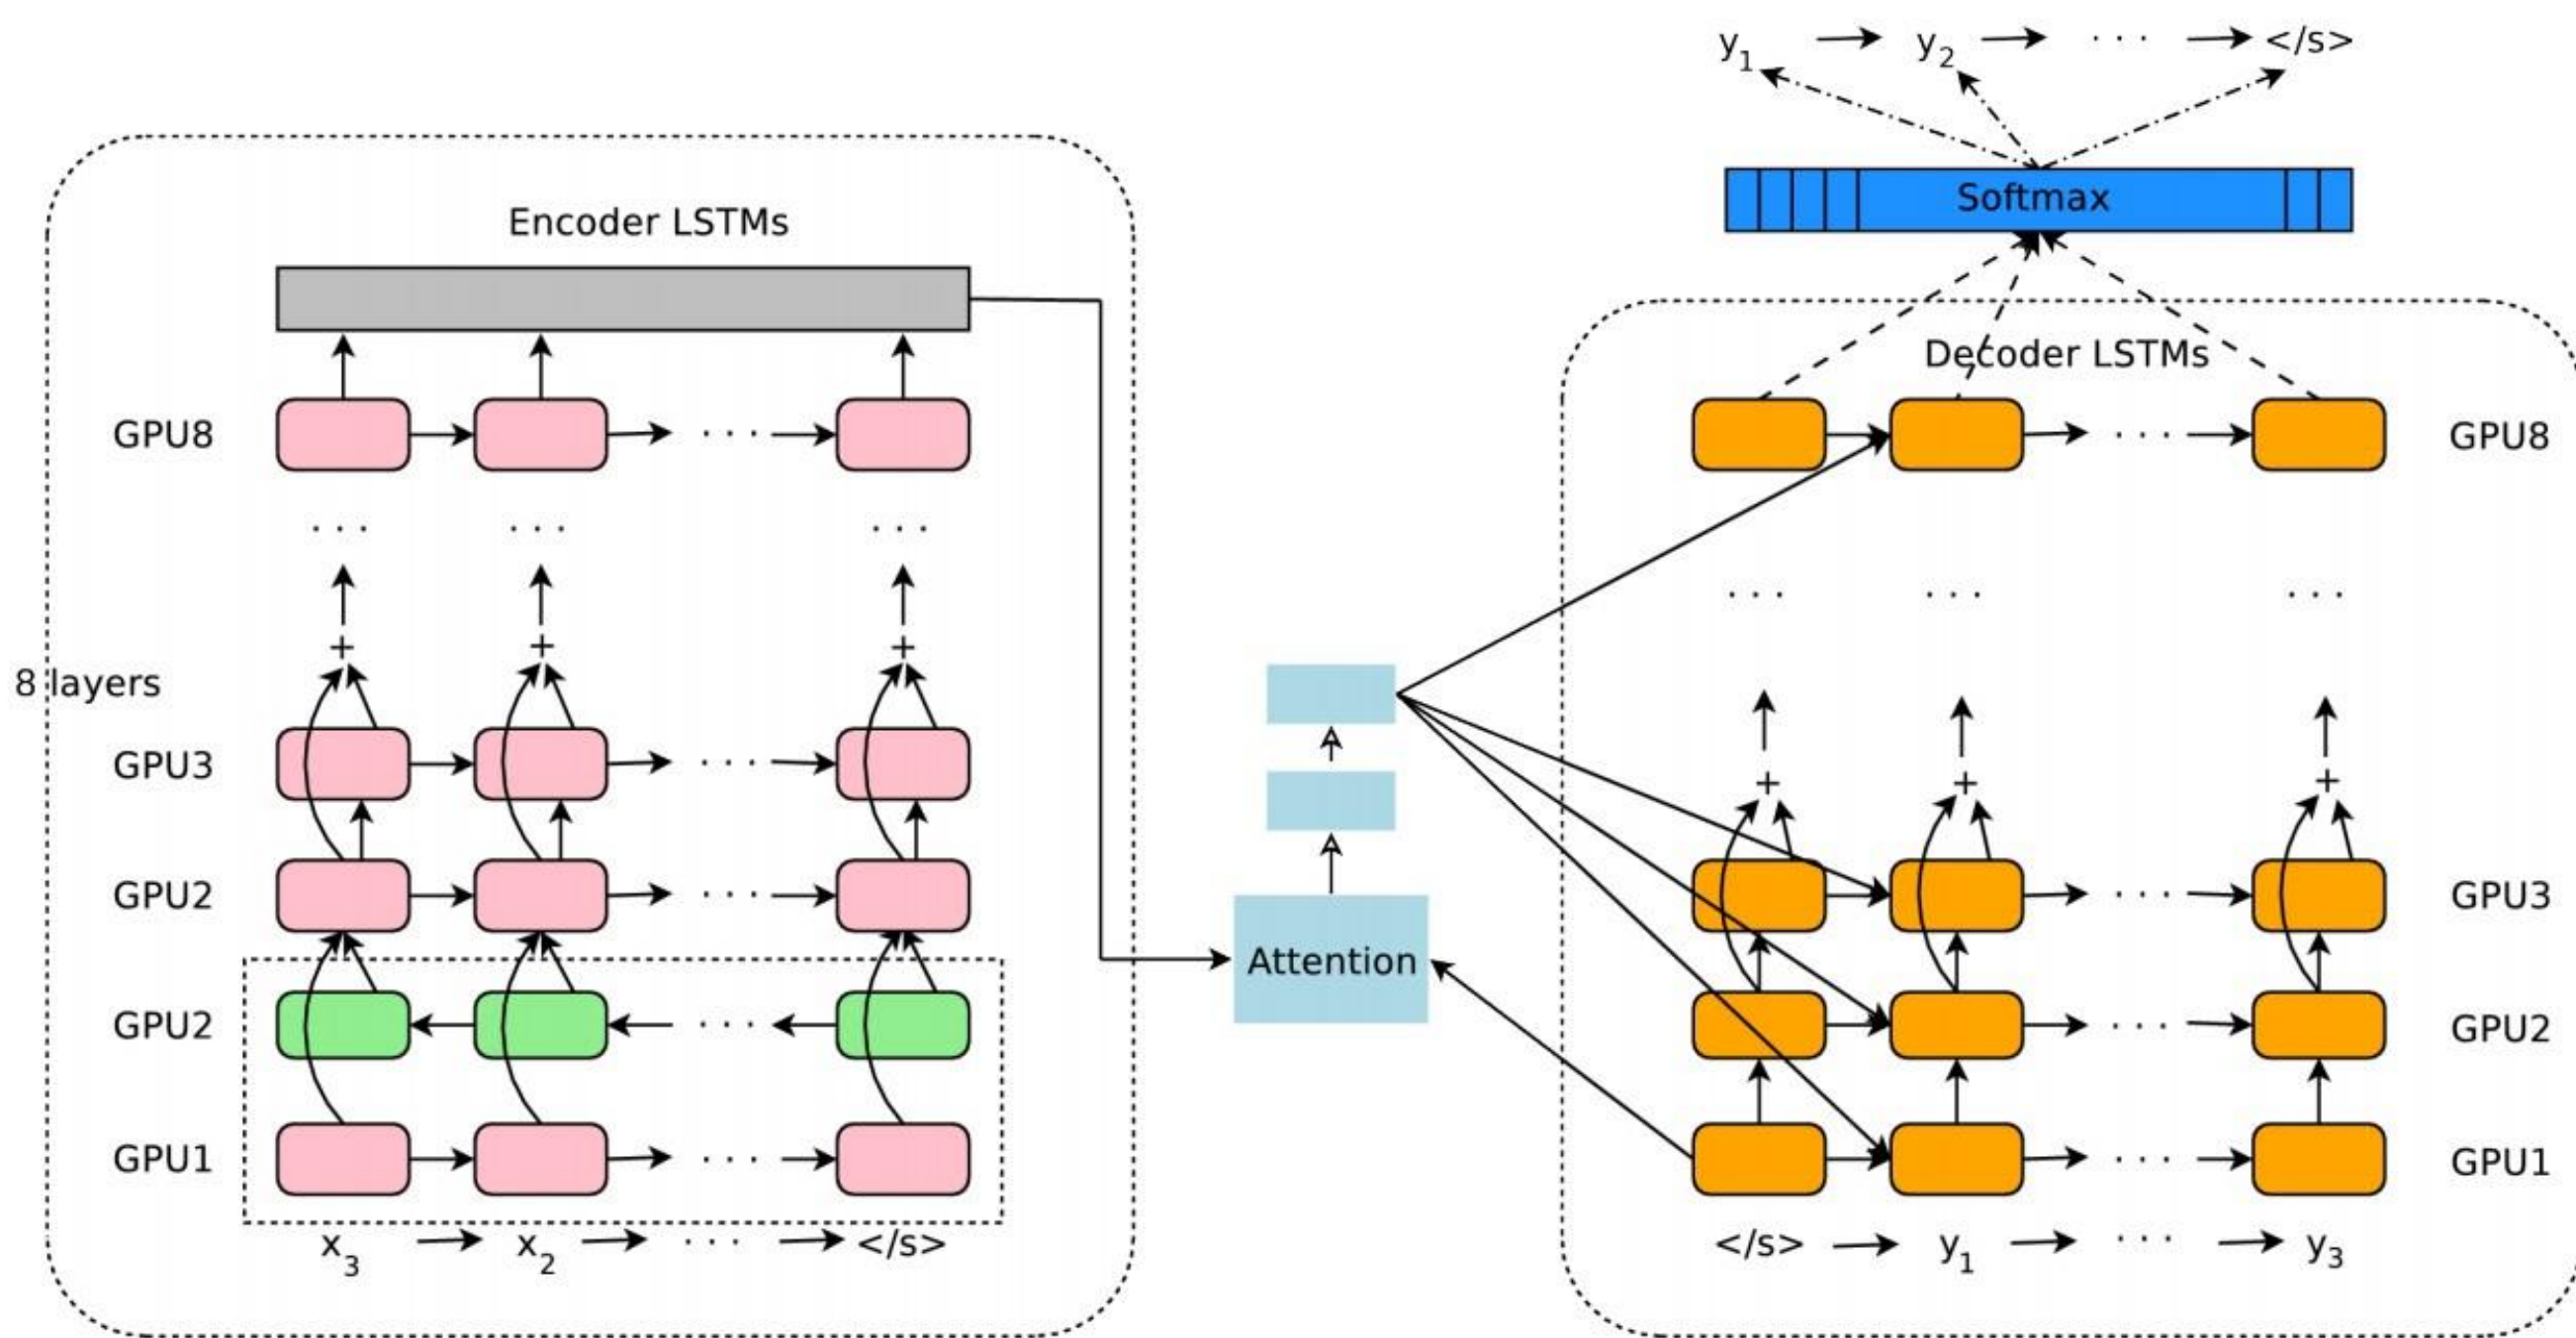 y1 → y2 → ... → </s>
Softmax
Encoder LSTMs
Decoder LSTMs
GPU8
GPU8
...
...
...
...
...
...
+
+
+
8 layers
GPU3
+
+
+
GPU2
GPU3
Attention
GPU2
GPU2
GPU1
GPU1
x3 → x2 → ... → </s>
</s> → y1 → ... → y3